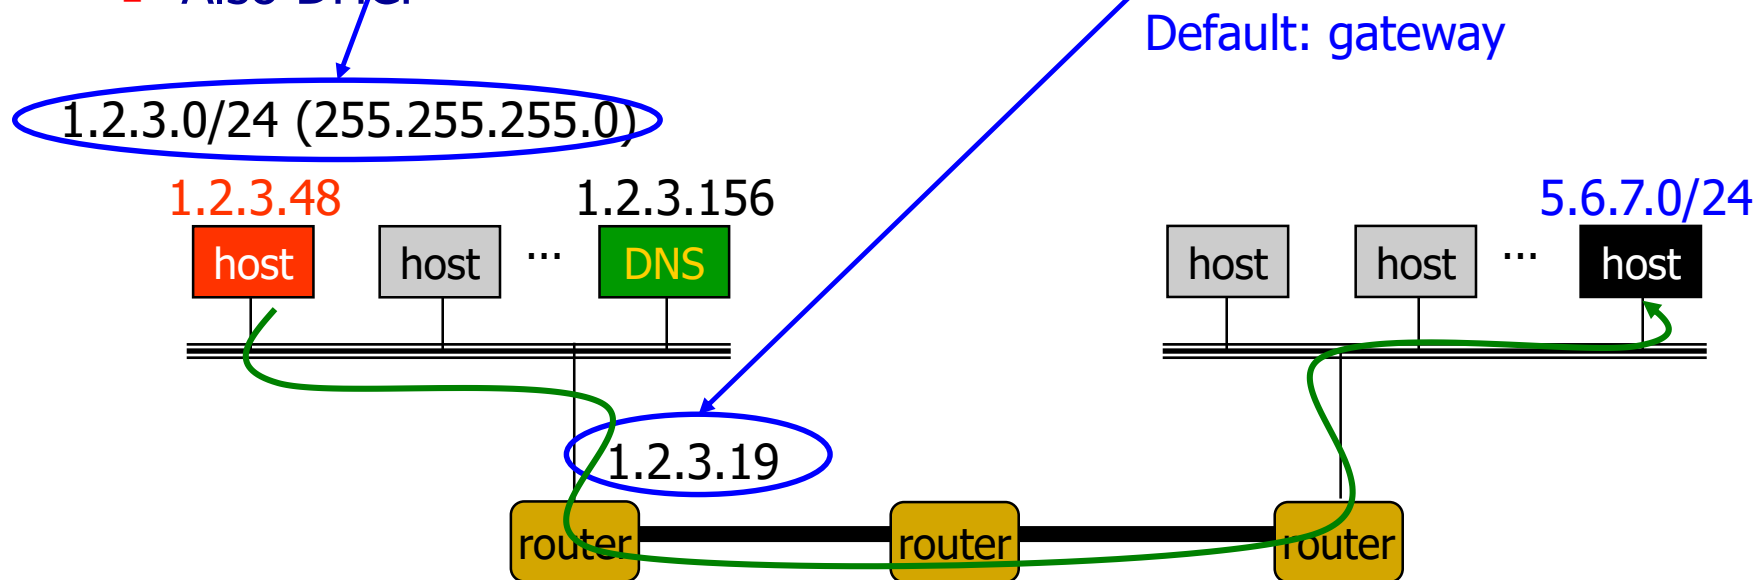 Default: gateway
1.2.3.0/24 (255.255.255.0)
1.2.3.48
1.2.3.156
5.6.7.0/24
host
host
...
DNS
host
host
...
host
1.2.3.19
router
router
router